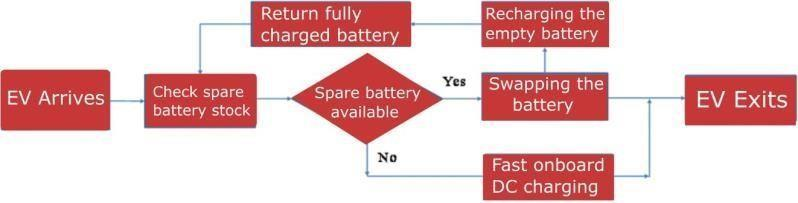 Return fully
charged battery
Recharging the
empty battery
EV Arrives
Check spare
battery stock
Spare battery
available
Yes
Swapping the
battery
EV Exits
No
Fast onboard
DC charging